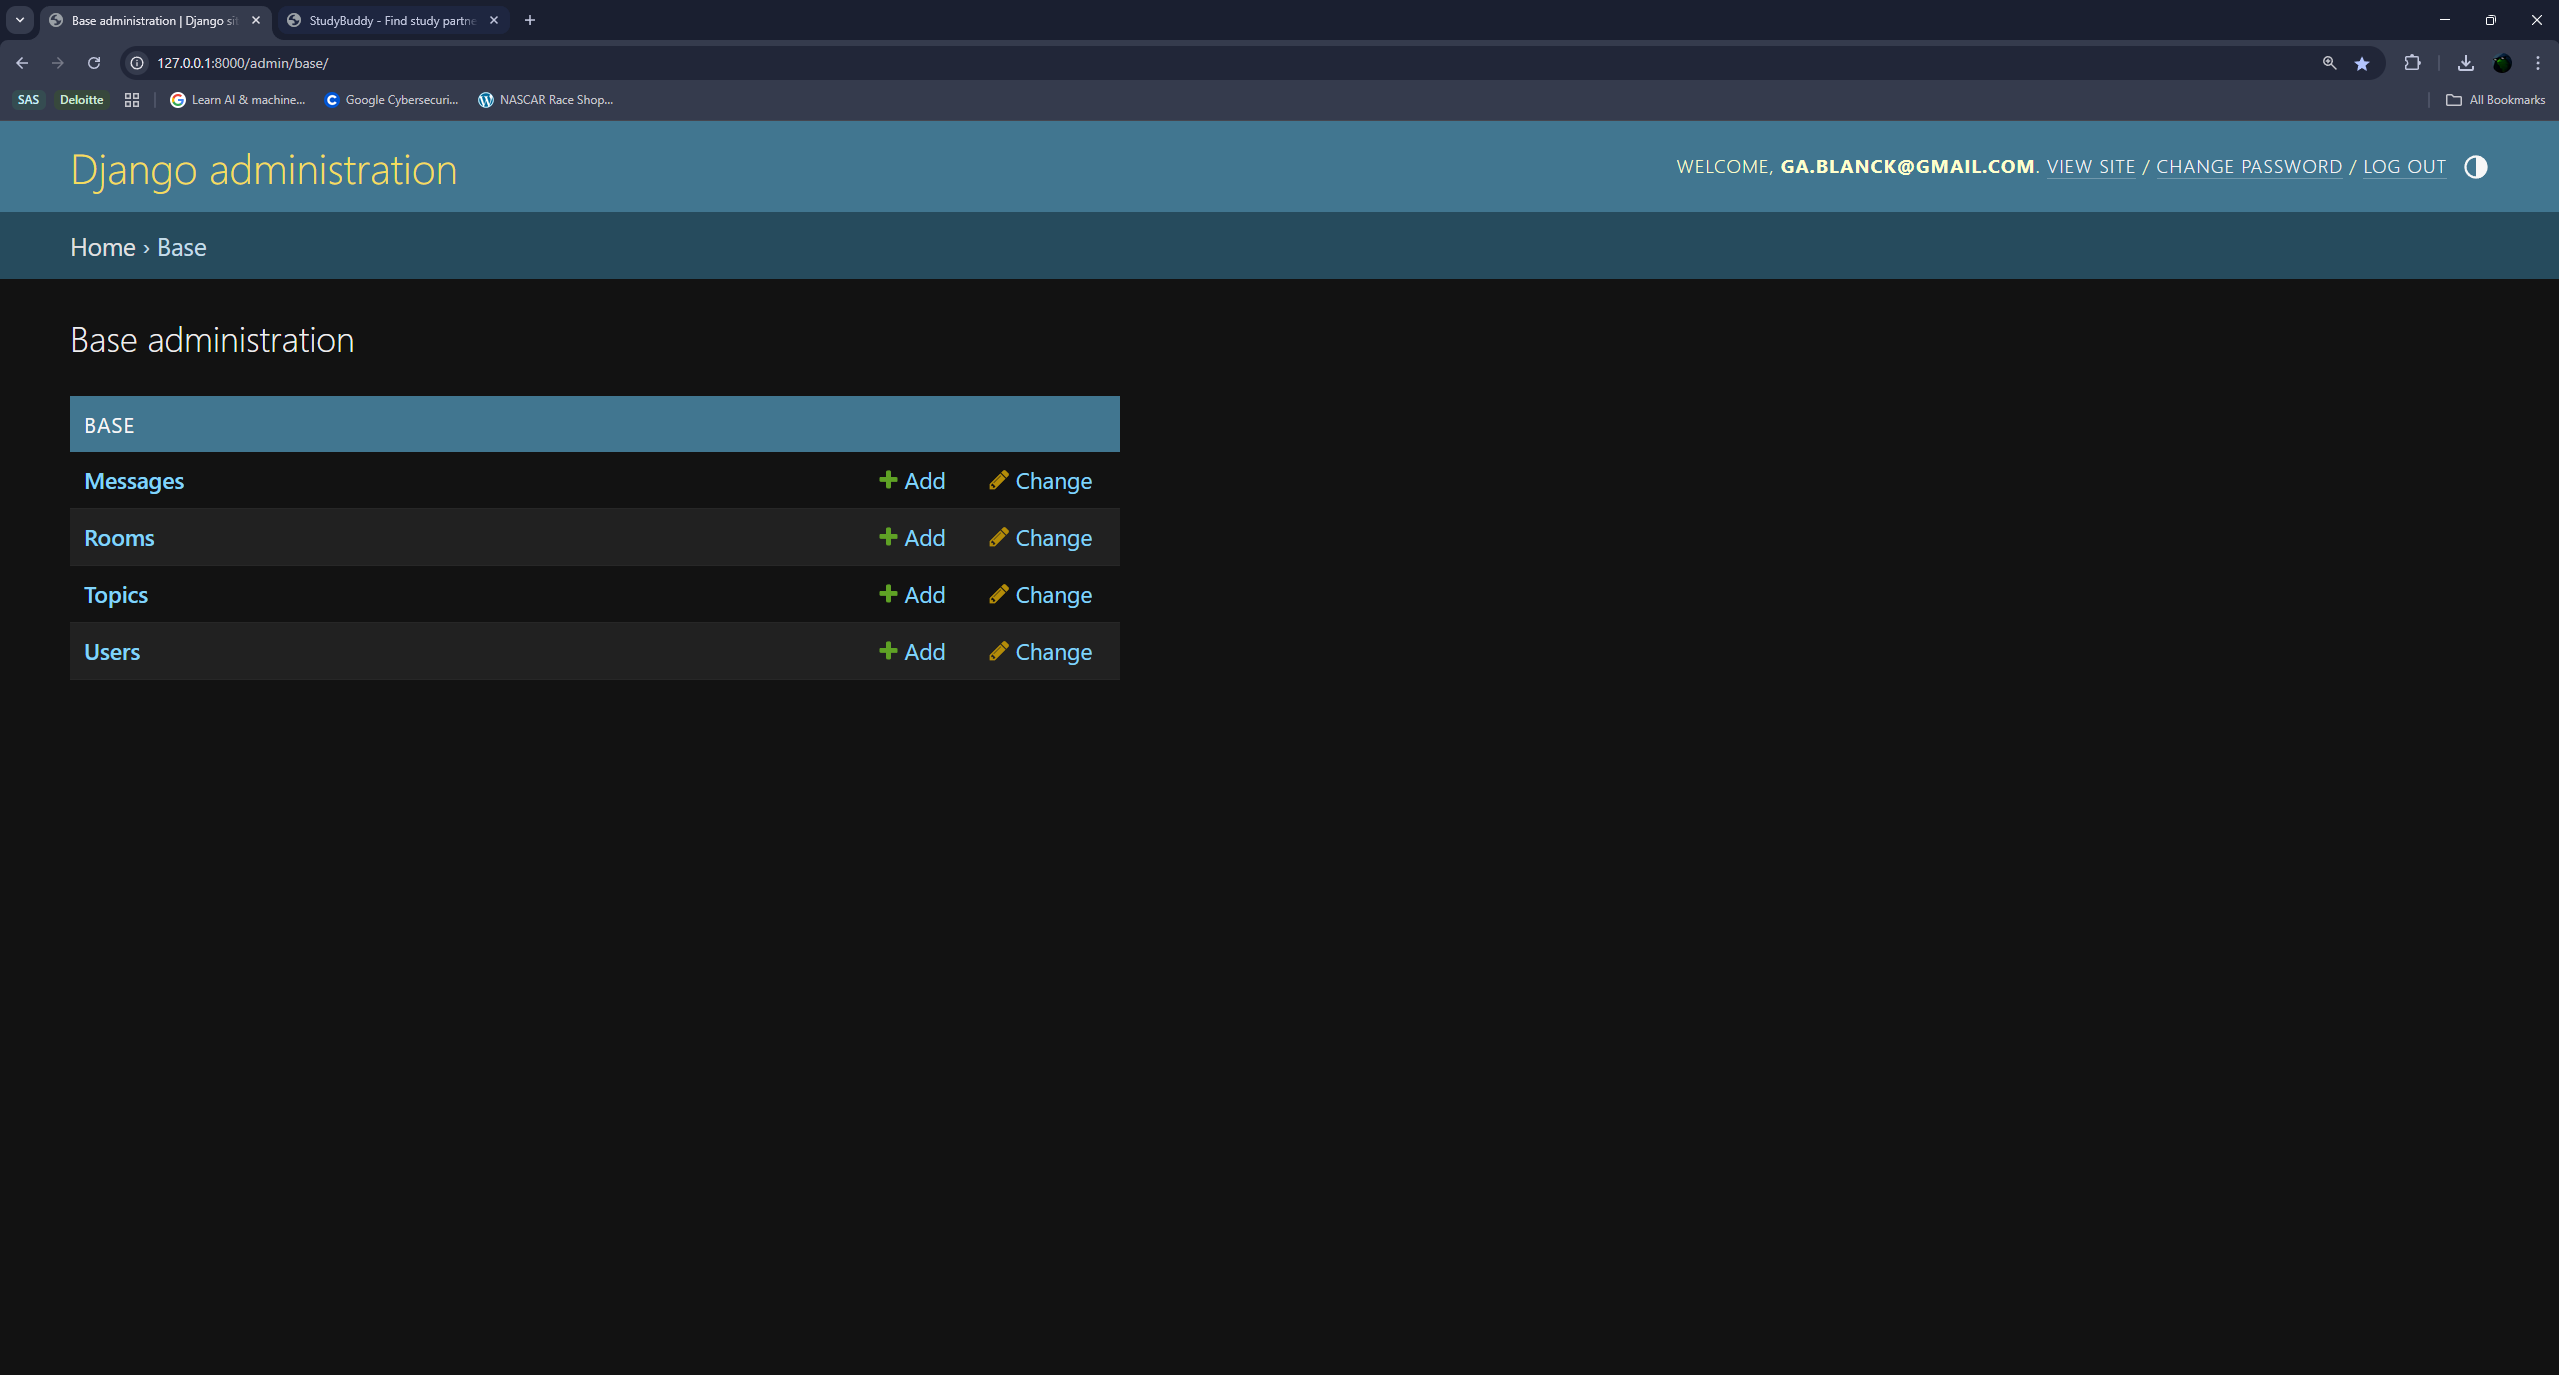 Base administration | Django sit
StudyBuddy - Find study partne
127.0.0.1:8000/admin/base/
SAS
Deloitte
Learn AI & machine...
Google Cybersecuri...
NASCAR Race Shop...
All Bookmarks
Django administration
WELCOME, GA.BLANCK@GMAIL.COM. VIEW SITE / CHANGE PASSWORD / LOG OUT
Home › Base
Base administration
BASE
Messages Add Change
Rooms Add Change
Topics Add Change
Users Add Change